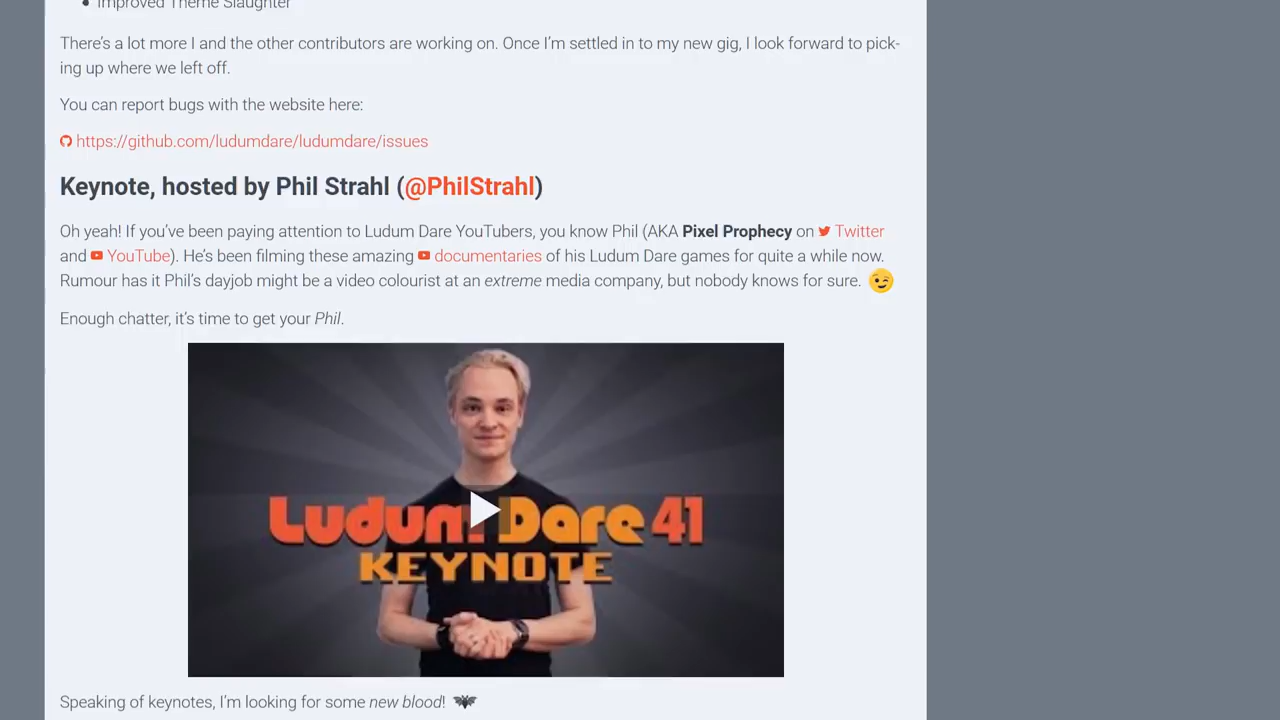 Improved Theme Slaughter
There’s a lot more I and the other contributors are working on. Once I’m settled in to my new gig, I look forward to pick-
ing up where we left off.
You can report bugs with the website here:
https://github.com/ludumdare/ludumdare/issues
Keynote, hosted by Phil Strahl (@PhilStrahl)
Oh yeah! If you’ve been paying attention to Ludum Dare YouTubers, you know Phil (AKA Pixel Prophecy on Twitter
and YouTube). He’s been filming these amazing documentaries of his Ludum Dare games for quite a while now.
Rumour has it Phil’s dayjob might be a video colourist at an extreme media company, but nobody knows for sure.
Enough chatter, it’s time to get your Phil.
Ludum Dare 41
KEYNOTE
Speaking of keynotes, I’m looking for some new blood!